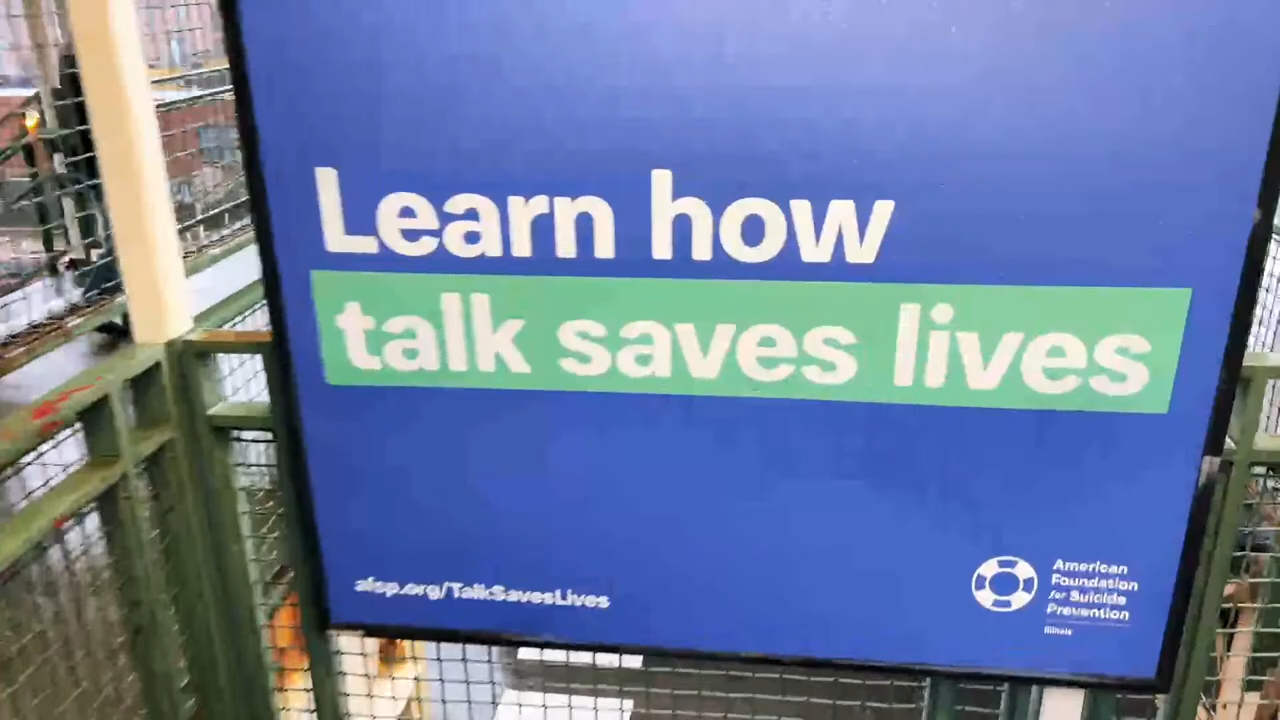 Learn how
talk saves lives
afsp.org/TalkSavesLives
American
Foundation
for Suicide
Prevention
Illinois